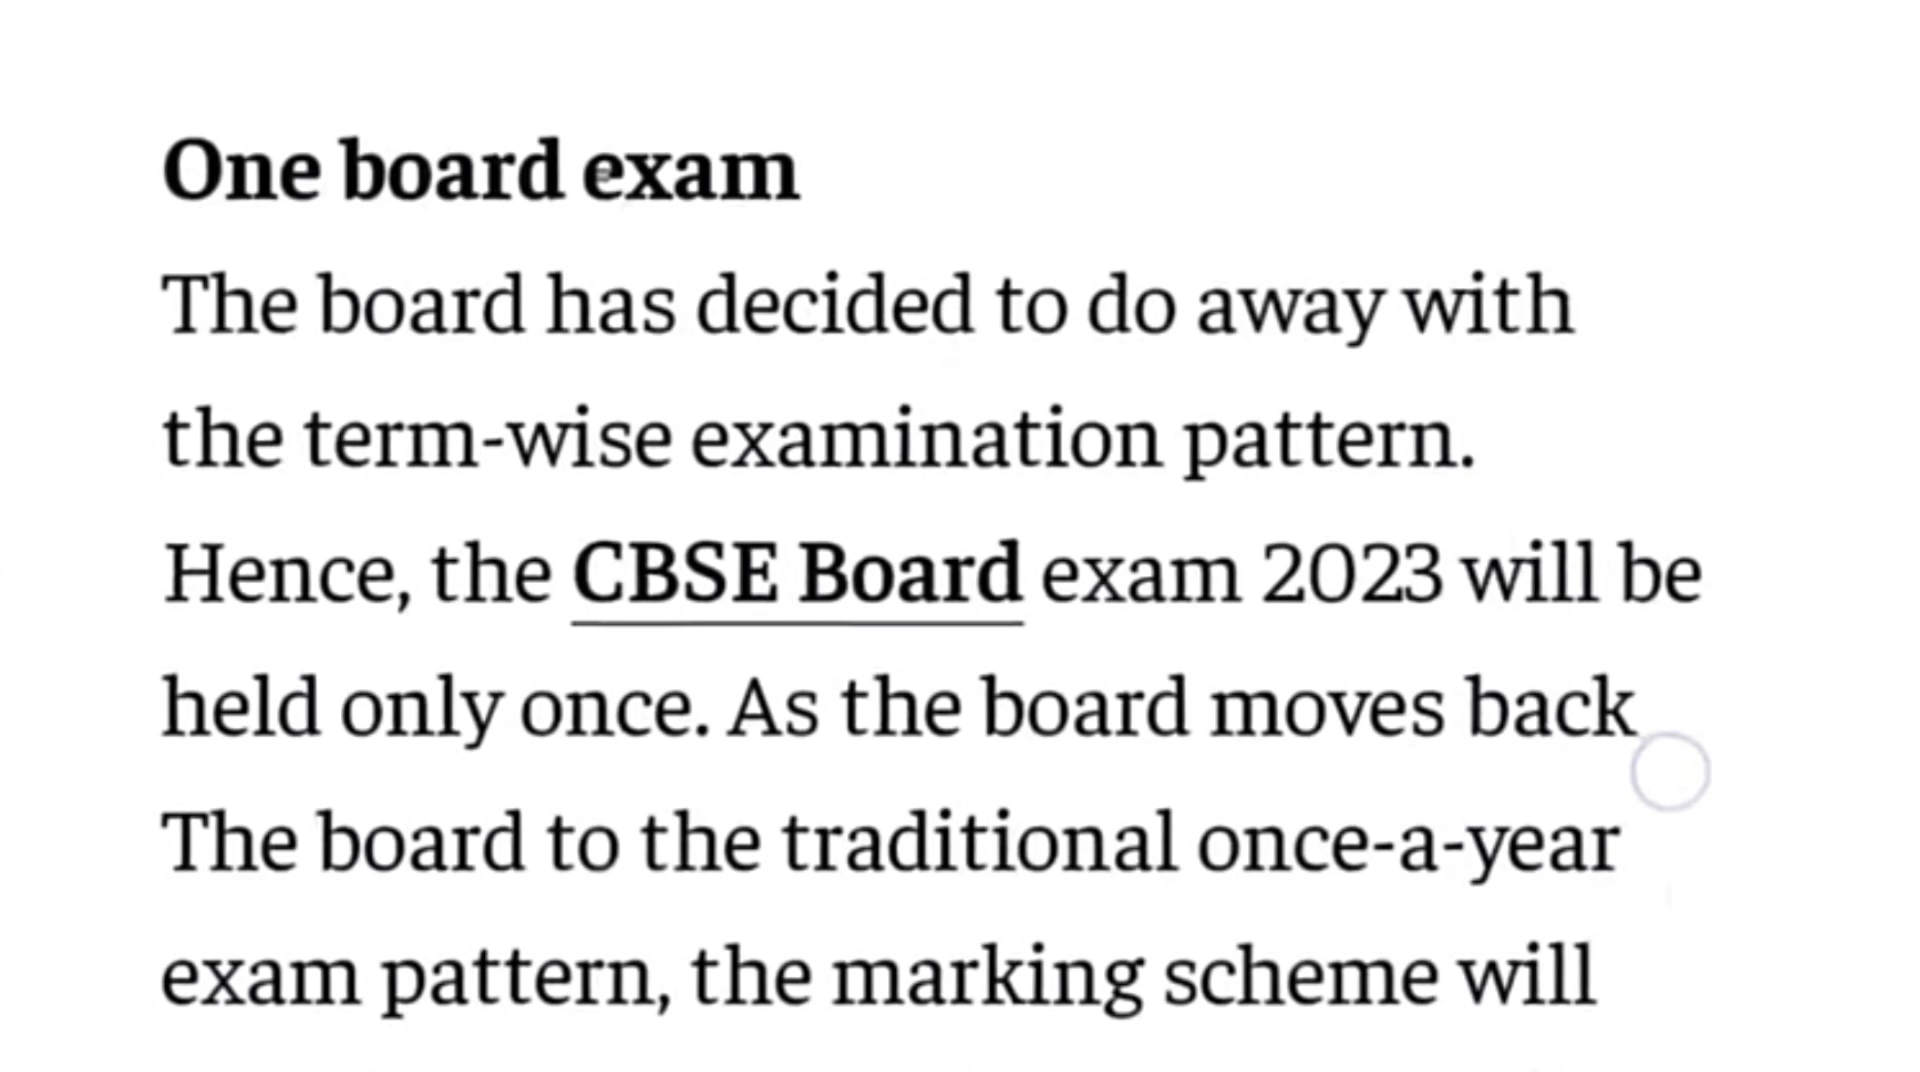 One board exam
The board has decided to do away with
the term-wise examination pattern.
Hence, the CBSE Board exam 2023 will be
held only once. As the board moves back
The board to the traditional once-a-year
exam pattern, the marking scheme will